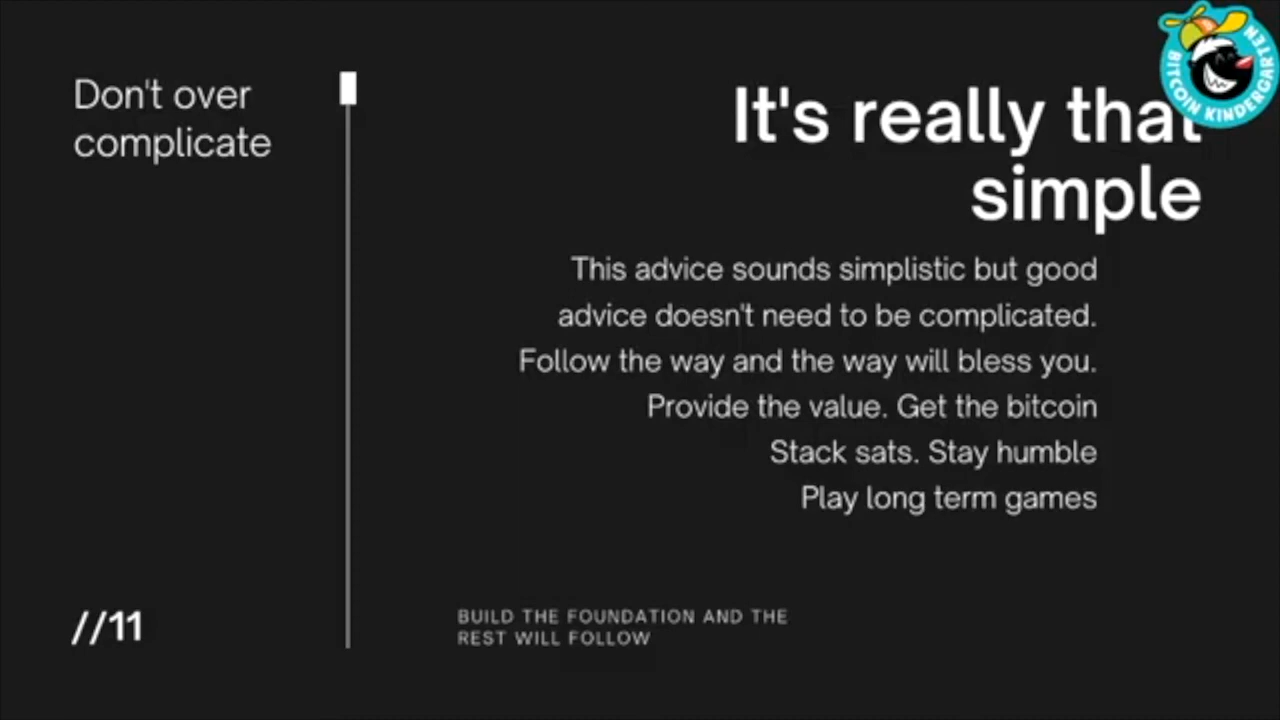 Don't over
complicate
It's really that
simple
This advice sounds simplistic but good
advice doesn't need to be complicated.
Follow the way and the way will bless you.
Provide the value. Get the bitcoin
Stack sats. Stay humble
Play long term games
//11
BUILD THE FOUNDATION AND THE
REST WILL FOLLOW
BITCOIN KINDERGARTEN